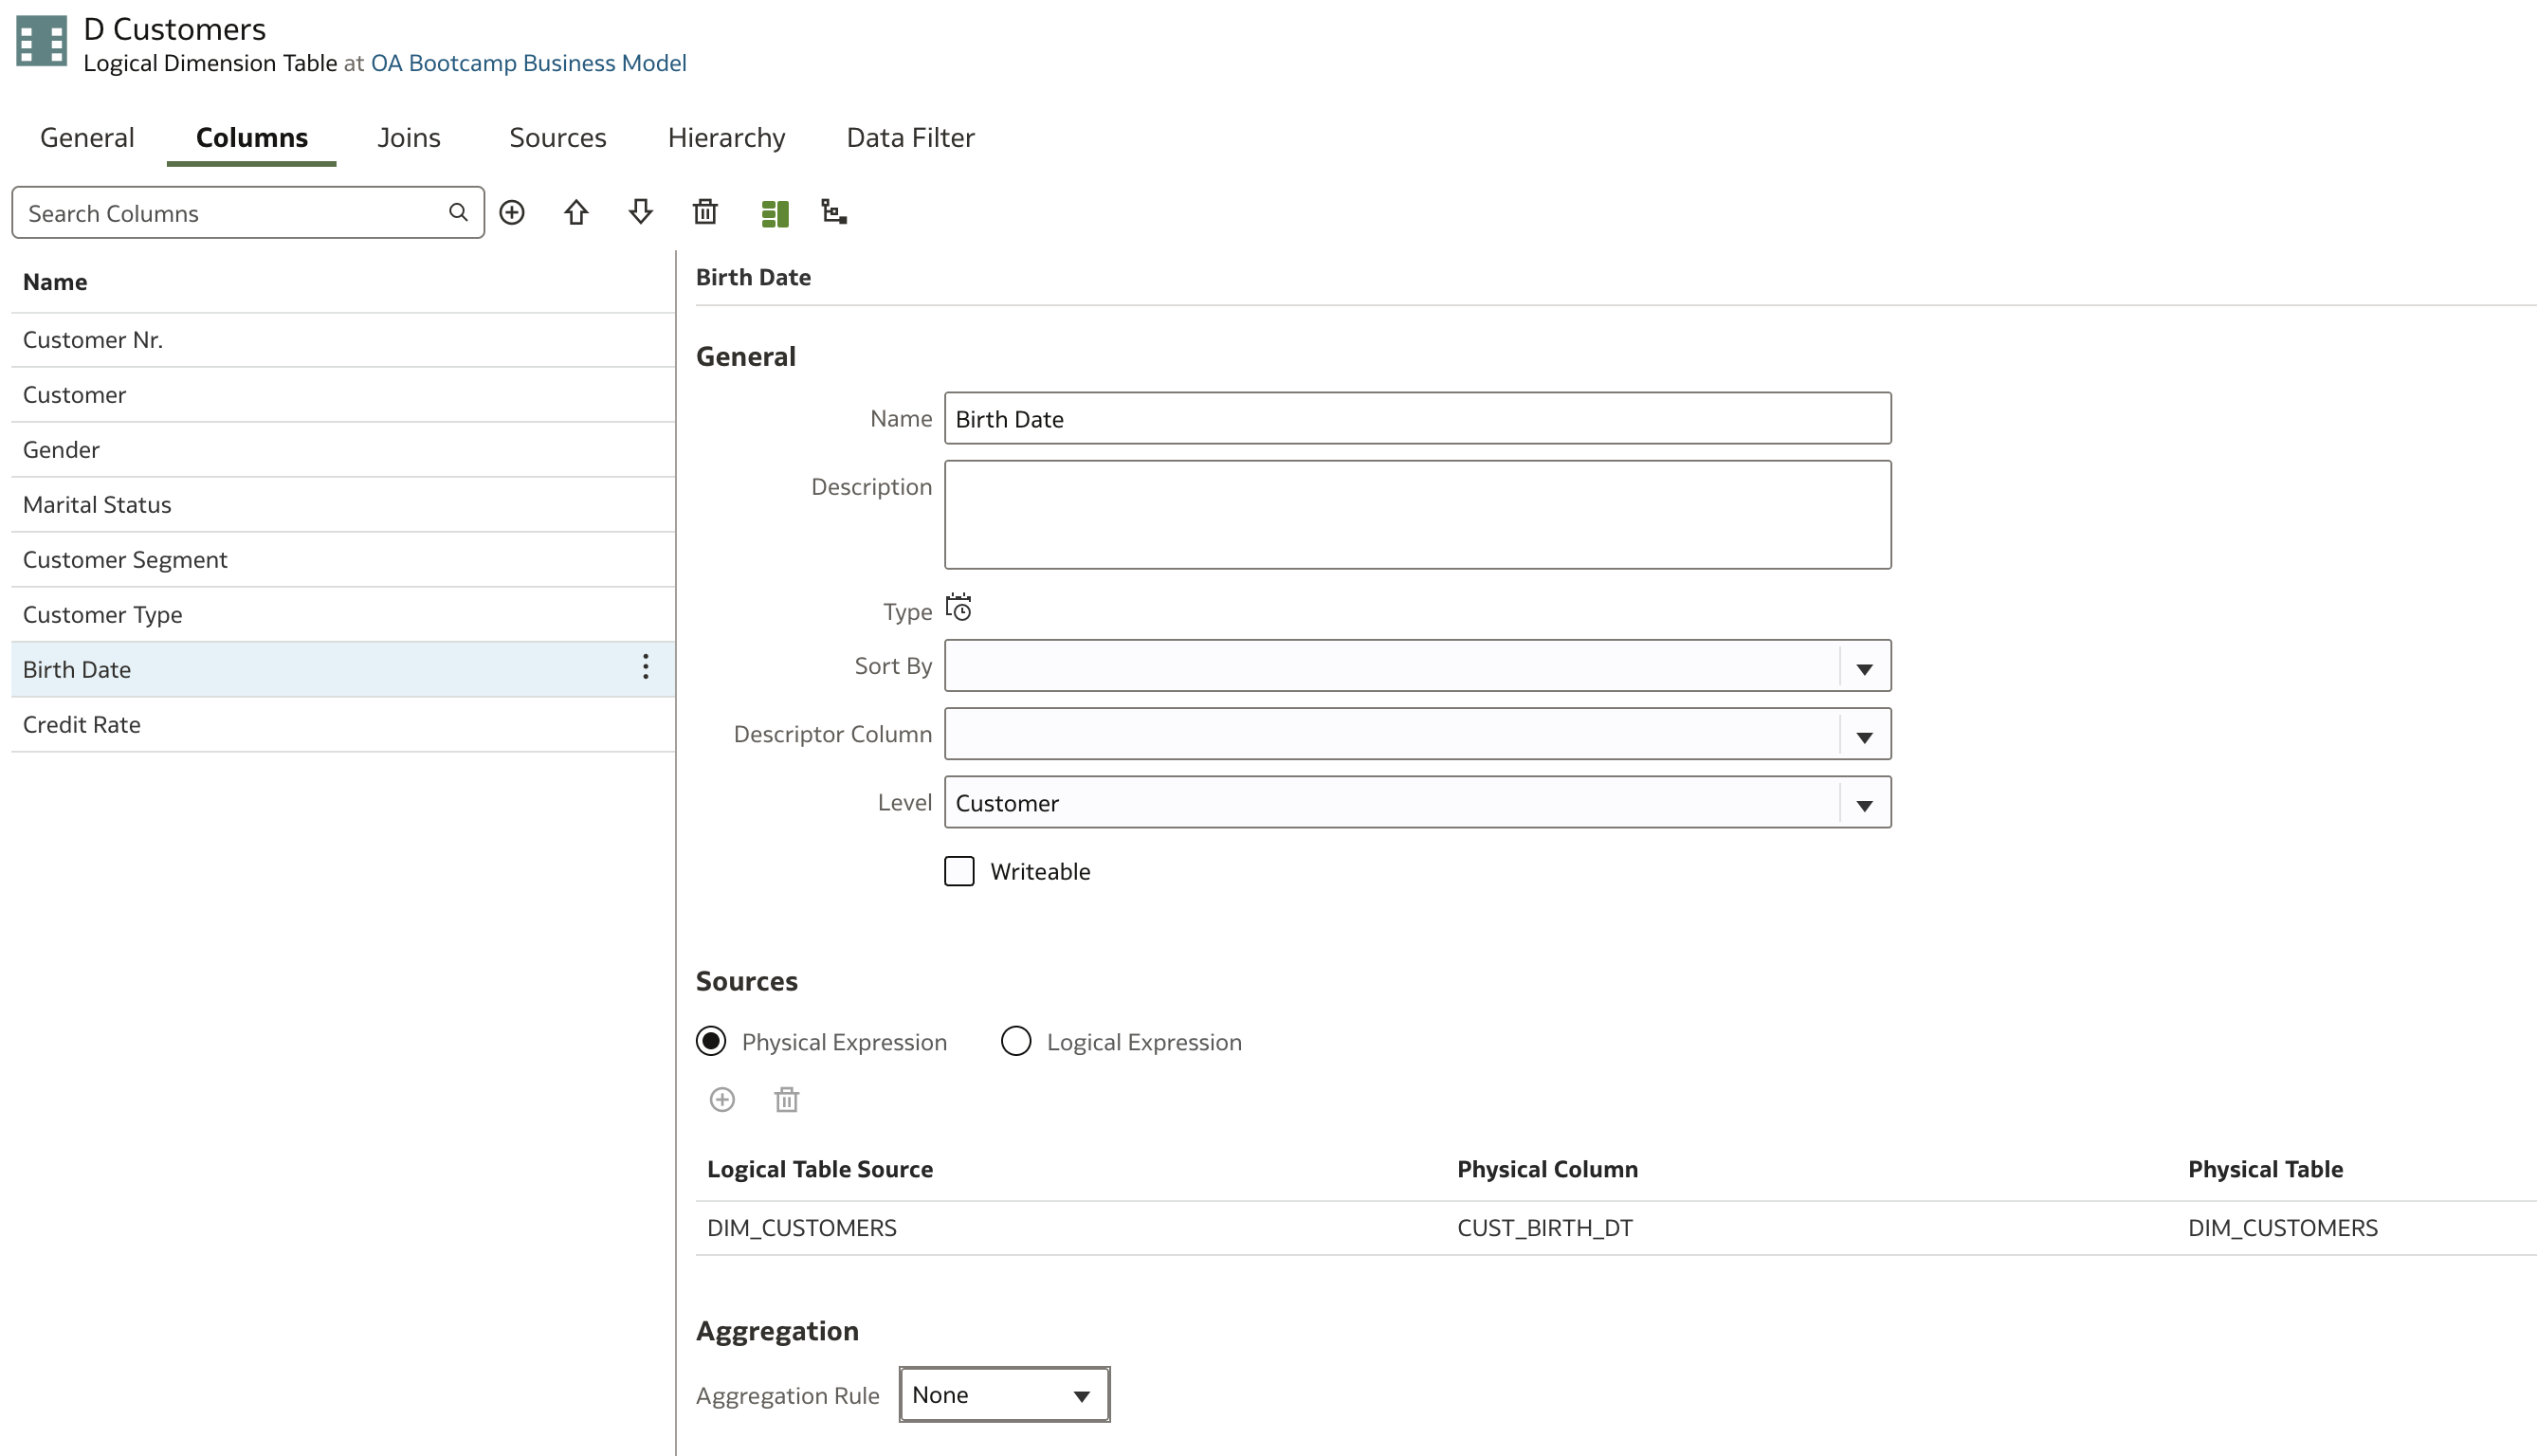 D Customers
Logical Dimension Table at OA Bootcamp Business Model
General Columns Joins Sources Hierarchy Data Filter
Search Columns
Name
Customer Nr.
Customer
Gender
Marital Status
Customer Segment
Customer Type
Birth Date
Credit Rate
Birth Date
General
Name Birth Date
Description
Type
Sort By
Descriptor Column
Level Customer
Writeable
Sources
Physical Expression Logical Expression
Logical Table Source Physical Column Physical Table
DIM_CUSTOMERS CUST_BIRTH_DT DIM_CUSTOMERS
Aggregation
Aggregation Rule None